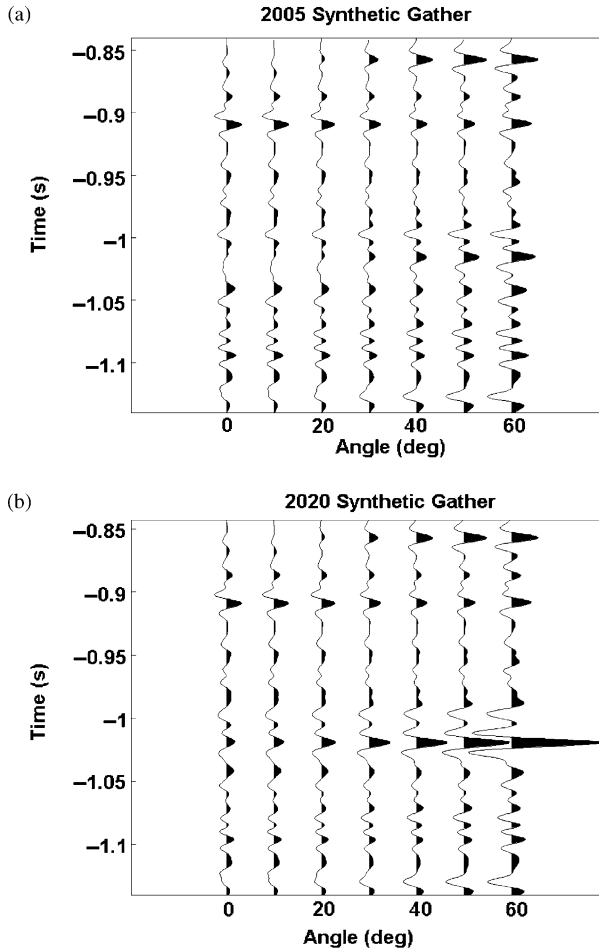 (a)
2005 Synthetic Gather
−0.85
−0.9
−0.95
−1
−1.05
−1.1
Time (s)
0 20 40 60
Angle (deg)
(b)
2020 Synthetic Gather
−0.85
−0.9
−0.95
−1
−1.05
−1.1
Time (s)
0 20 40 60
Angle (deg)